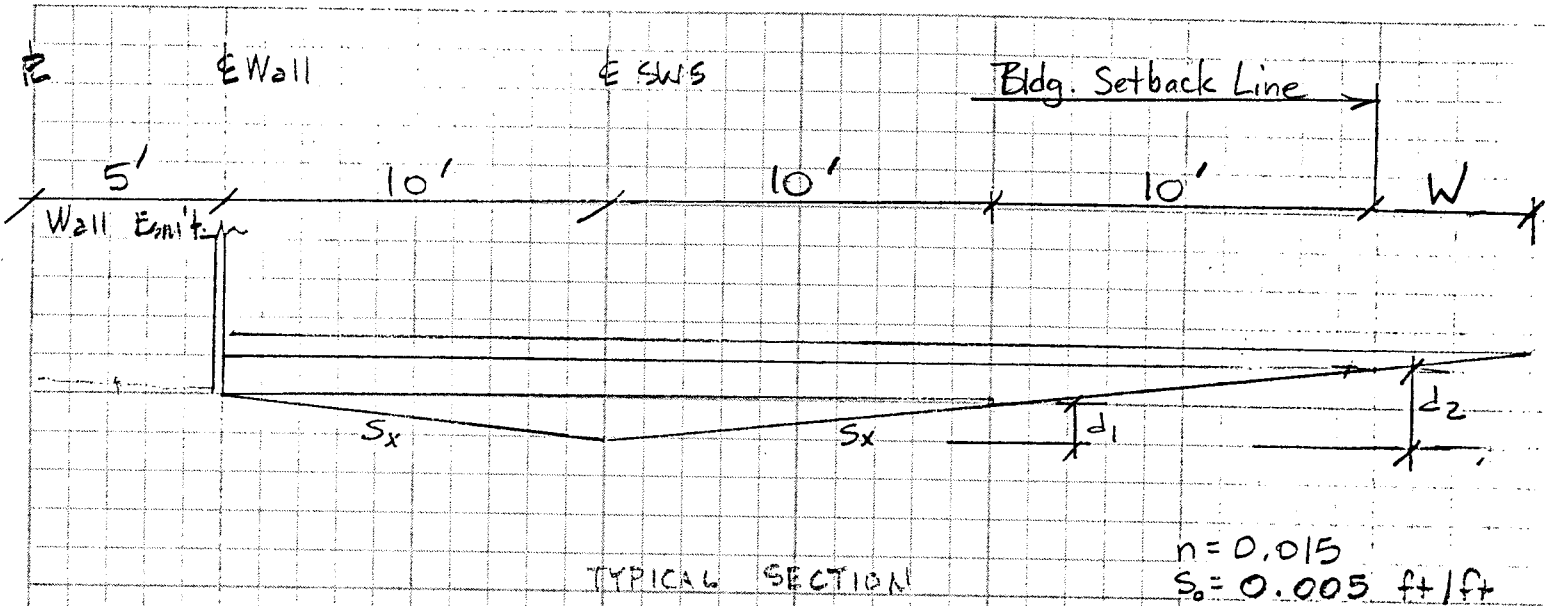 ℄ Wall
℄ SWS
Bldg. Setback Line
5'
10'
10'
10'
W
Wall Esm't.
Sx
Sx
d1
d2
n = 0.015
TYPICAL SECTION
So = 0.005 ft/ft